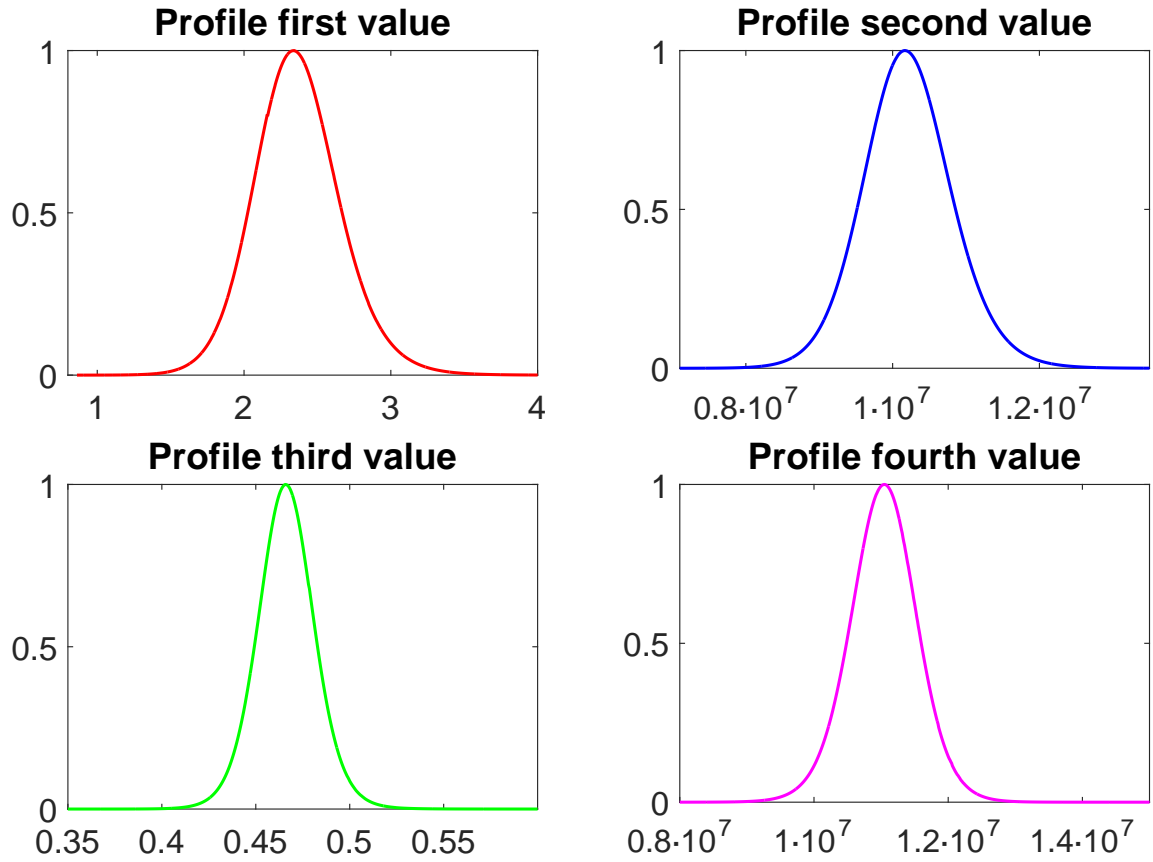 Profile first value
1
0.5
0
1 2 3 4
Profile second value
1
0.5
0
0.8·10^7 1·10^7 1.2·10^7
Profile third value
1
0.5
0
0.35 0.4 0.45 0.5 0.55
Profile fourth value
1
0.5
0
0.8·10^7 1·10^7 1.2·10^7 1.4·10^7